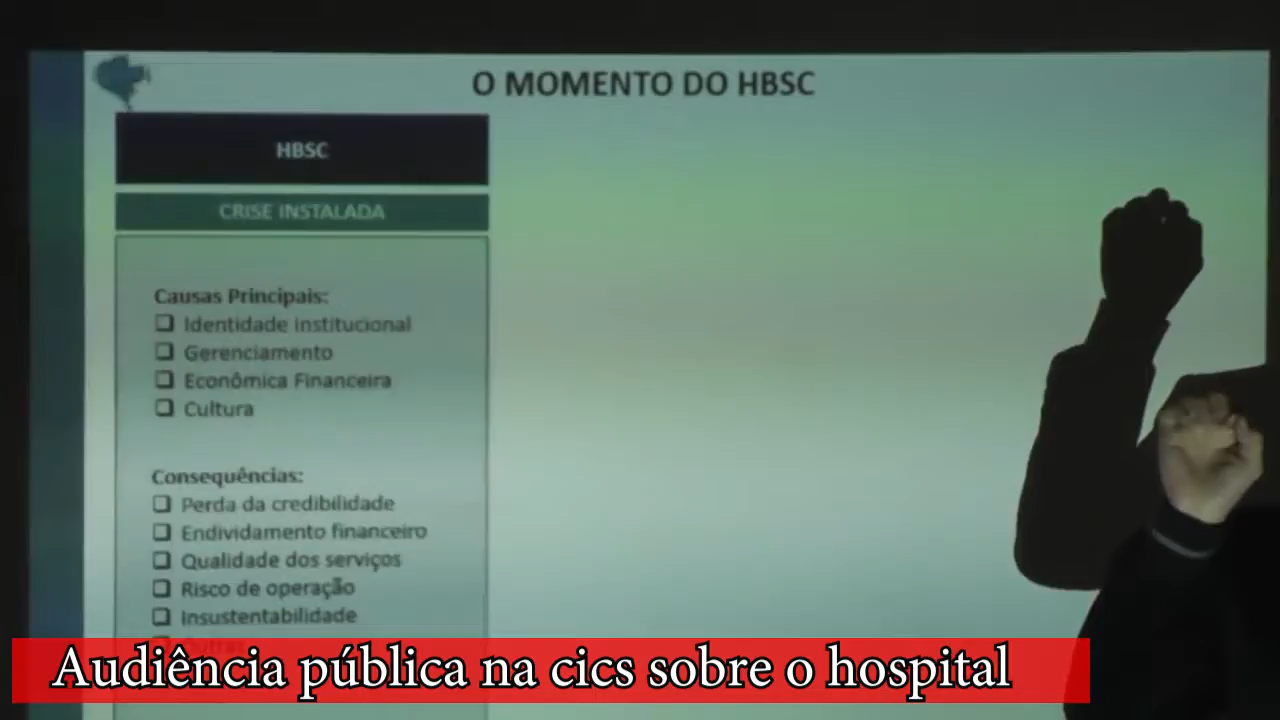 O MOMENTO DO HBSC
HBSC
CRISE INSTALADA
Causas Principais:
Identidade institucional
Gerenciamento
Econômica Financeira
Cultura
Consequências:
Perda da credibilidade
Endividamento financeiro
Qualidade dos serviços
Risco de operação
Insustentabilidade
Outras
Audiência pública na cics sobre o hospital